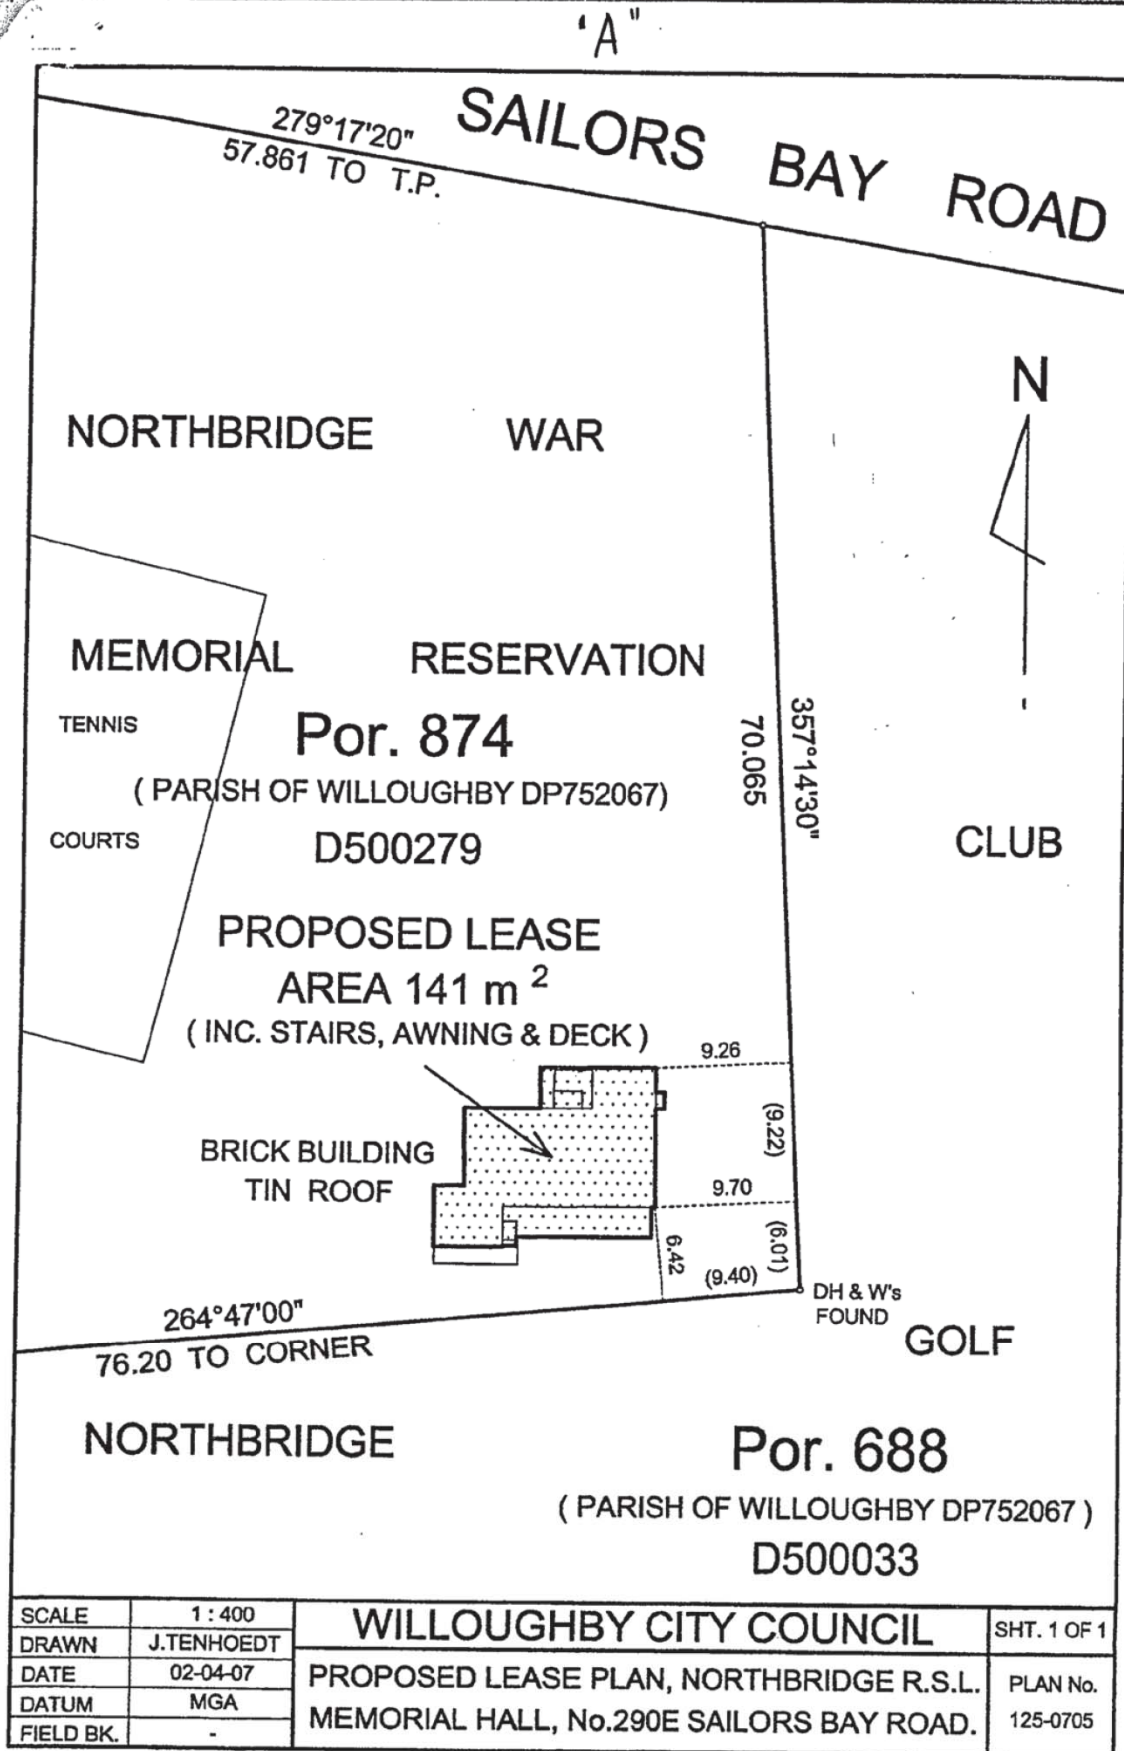 'A"
279°17'20"
57.861 TO T.P.
SAILORS BAY ROAD
N
NORTHBRIDGE WAR
MEMORIAL RESERVATION
TENNIS
Por. 874
( PARISH OF WILLOUGHBY DP752067)
COURTS
D500279
70.065
357°14'30"
CLUB
PROPOSED LEASE
AREA 141 m 2
( INC. STAIRS, AWNING & DECK )
9.26
(9.22)
BRICK BUILDING
TIN ROOF
9.70
6.42
(6.01)
(9.40)
DH & W's
FOUND
264°47'00"
76.20 TO CORNER
GOLF
NORTHBRIDGE
Por. 688
( PARISH OF WILLOUGHBY DP752067 )
D500033
SCALE 1 : 400
DRAWN J.TENHOEDT
DATE 02-04-07
DATUM MGA
FIELD BK. -
WILLOUGHBY CITY COUNCIL
PROPOSED LEASE PLAN, NORTHBRIDGE R.S.L.
MEMORIAL HALL, No.290E SAILORS BAY ROAD.
SHT. 1 OF 1
PLAN No.
125-0705